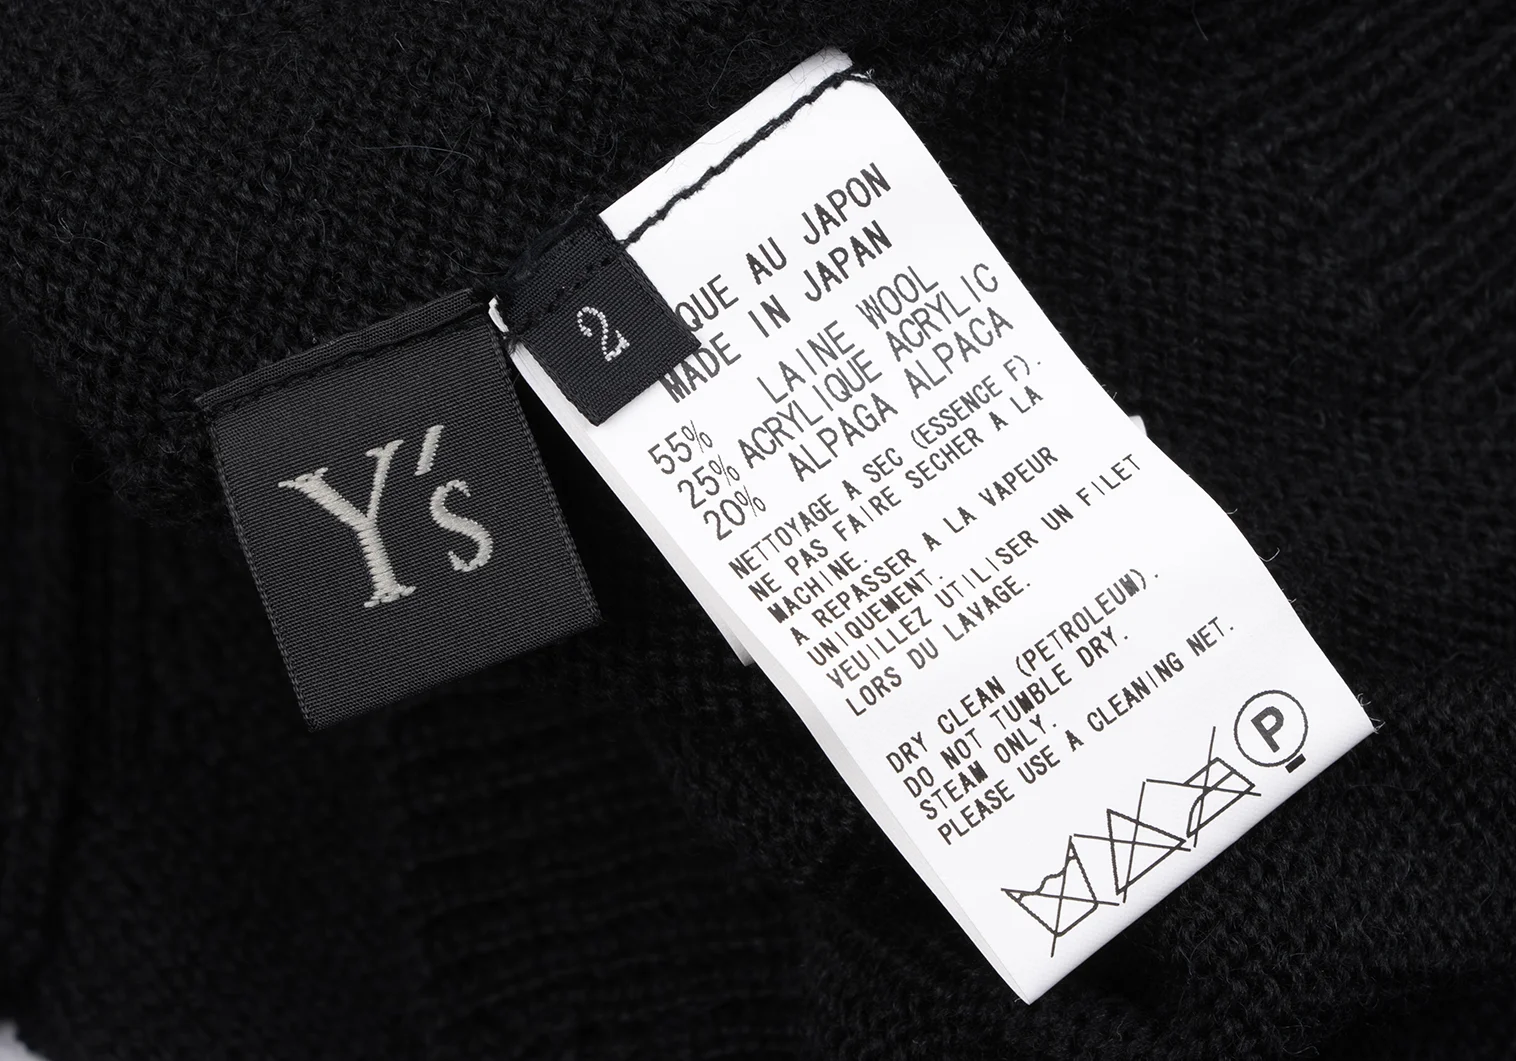 Y's
2
QUE AU JAPON
MADE IN JAPAN
55% LAINE WOOL
25% ACRYLIQUE ACRYLIC
20% ALPAGA ALPACA
NETTOYAGE A SEC (ESSENCE F).
NE PAS FAIRE SECHER A LA
MACHINE.
A REPASSER A LA VAPEUR
UNIQUEMENT.
VEUILLEZ UTILISER UN FILET
LORS DU LAVAGE.
DRY CLEAN (PETROLEUM).
DO NOT TUMBLE DRY.
STEAM ONLY.
PLEASE USE A CLEANING NET.
P